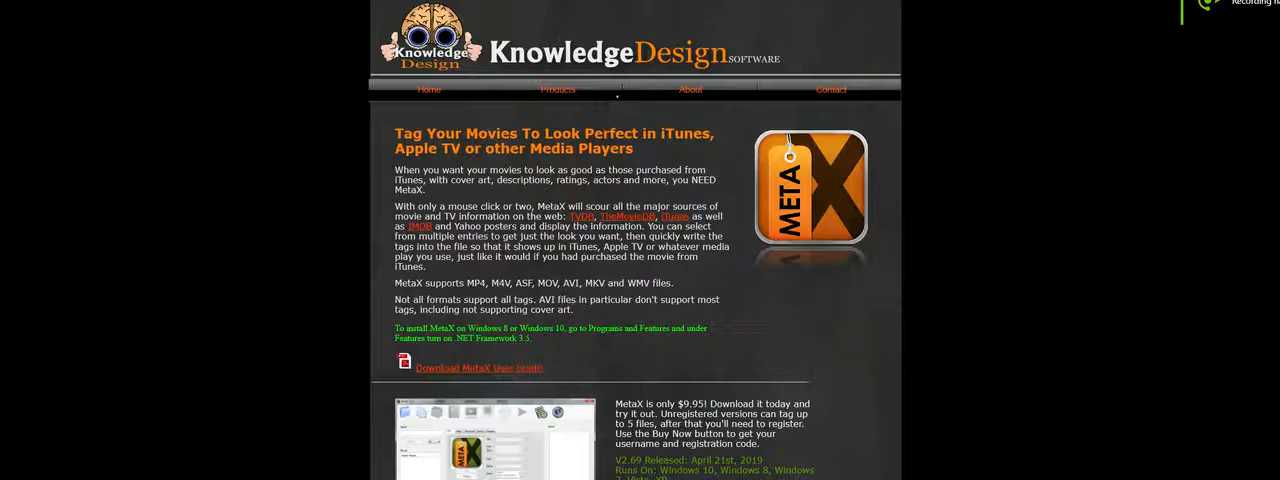 Recording
Knowledge
Design
KnowledgeDesignSOFTWARE
Home Products About Contact
Tag Your Movies To Look Perfect in iTunes,
Apple TV or other Media Players
When you want your movies to look as good as those purchased from
iTunes, with cover art, descriptions, ratings, actors and more, you NEED
MetaX.
With only a mouse click or two, MetaX will scour all the major sources of
movie and TV information on the web: TVDB, TheMovieDB, iTunes as well
as IMDB and Yahoo posters and display the information. You can select
from multiple entries to get just the look you want, then quickly write the
tags into the file so that it shows up in iTunes, Apple TV or whatever media
play you use, just like it would if you had purchased the movie from
iTunes.
MetaX supports MP4, M4V, ASF, MOV, AVI, MKV and WMV files.
Not all formats support all tags. AVI files in particular don't support most
tags, including not supporting cover art.
To install MetaX on Windows 8 or Windows 10, go to Programs and Features and under
Features turn on .NET Framework 3.5.
Download MetaX User Guide
META X
MetaX is only $9.95! Download it today and
try it out. Unregistered versions can tag up
to 5 files, after that you'll need to register.
Use the Buy Now button to get your
username and registration code.
V2.69 Released: April 21st, 2019
Runs On: Windows 10, Windows 8, Windows
7, Vista, XP